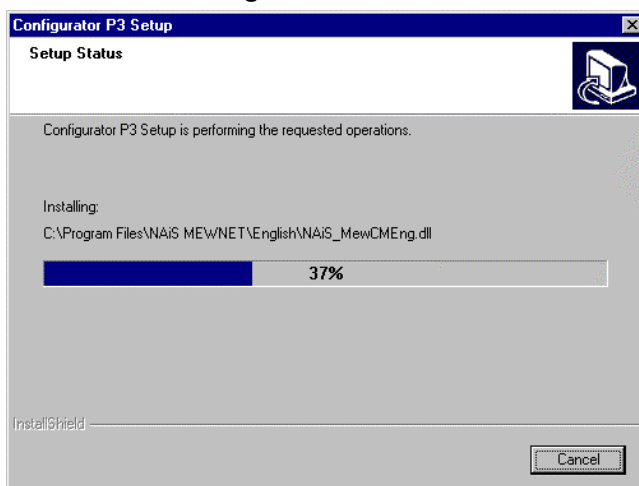 Configurator P3 Setup
Setup Status
Configurator P3 Setup is performing the requested operations.
Installing:
C:\Program Files\NAiS MEWNET\English\NAiS_MewCMEng.dll
37%
InstallShield
Cancel